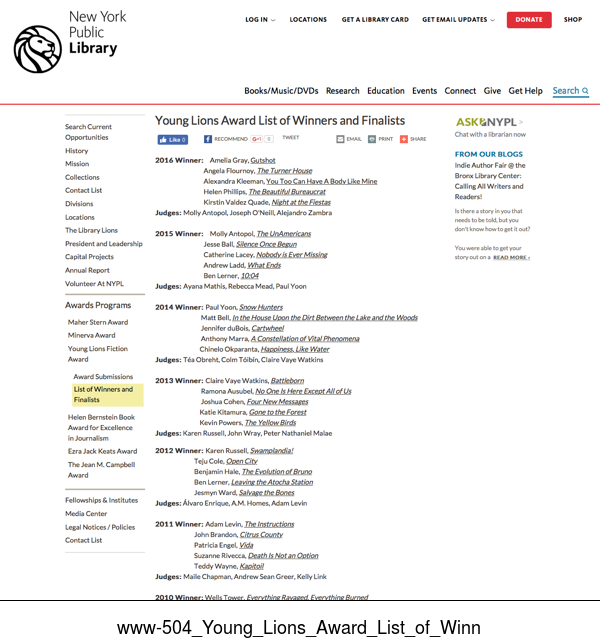 New York
Public
Library
LOG IN
LOCATIONS
GET A LIBRARY CARD
GET EMAIL UPDATES
DONATE
SHOP
Books/Music/DVDs Research Education Events Connect Give Get Help Search
Search Current
Opportunities
History
Mission
Collections
Contact List
Divisions
Locations
The Library Lions
President and Leadership
Capital Projects
Annual Report
Volunteer At NYPL
Awards Programs
Maher Stern Award
Minerva Award
Young Lions Fiction
Award
Award Submissions
List of Winners and
Finalists
Helen Bernstein Book
Award for Excellence
in Journalism
Ezra Jack Keats Award
The Jean M. Campbell
Award
Fellowships & Institutes
Media Center
Legal Notices / Policies
Contact List
Young Lions Award List of Winners and Finalists
Like 0 RECOMMEND G+1 0 TWEET EMAIL PRINT SHARE
2016 Winner: Amelia Gray, Gutshot
Angela Flournoy, The Turner House
Alexandra Kleeman, You Too Can Have A Body Like Mine
Helen Phillips, The Beautiful Bureaucrat
Kirstin Valdez Quade, Night at the Fiestas
Judges: Molly Antopol, Joseph O'Neill, Alejandro Zambra
2015 Winner: Molly Antopol, The UnAmericans
Jesse Ball, Silence Once Begun
Catherine Lacey, Nobody is Ever Missing
Andrew Ladd, What Ends
Ben Lerner, 10:04
Judges: Ayana Mathis, Rebecca Mead, Paul Yoon
2014 Winner: Paul Yoon, Snow Hunters
Matt Bell, In the House Upon the Dirt Between the Lake and the Woods
Jennifer duBois, Cartwheel
Anthony Marra, A Constellation of Vital Phenomena
Chinelo Okparanta, Happiness, Like Water
Judges: Téa Obreht, Colm Tóibín, Claire Vaye Watkins
2013 Winner: Claire Vaye Watkins, Battleborn
Ramona Ausubel, No One Is Here Except All of Us
Joshua Cohen, Four New Messages
Katie Kitamura, Gone to the Forest
Kevin Powers, The Yellow Birds
Judges: Karen Russell, John Wray, Peter Nathaniel Malae
2012 Winner: Karen Russell, Swamplandia!
Teju Cole, Open City
Benjamin Hale, The Evolution of Bruno
Ben Lerner, Leaving the Atocha Station
Jesmyn Ward, Salvage the Bones
Judges: Álvaro Enrigue, A.M. Homes, Adam Levin
2011 Winner: Adam Levin, The Instructions
John Brandon, Citrus County
Patricia Engel, Vida
Suzanne Rivecca, Death Is Not an Option
Teddy Wayne, Kapitoil
Judges: Maile Chapman, Andrew Sean Greer, Kelly Link
2010 Winner: Wells Tower, Everything Ravaged, Everything Burned
ASK NYPL
Chat with a librarian now
FROM OUR BLOGS
Indie Author Fair @ the
Bronx Library Center:
Calling All Writers and
Readers!
Is there a story in you that
needs to be told, but you
don't know how to get it out?
You were able to get your
story out on a READ MORE
www-504_Young_Lions_Award_List_of_Winn